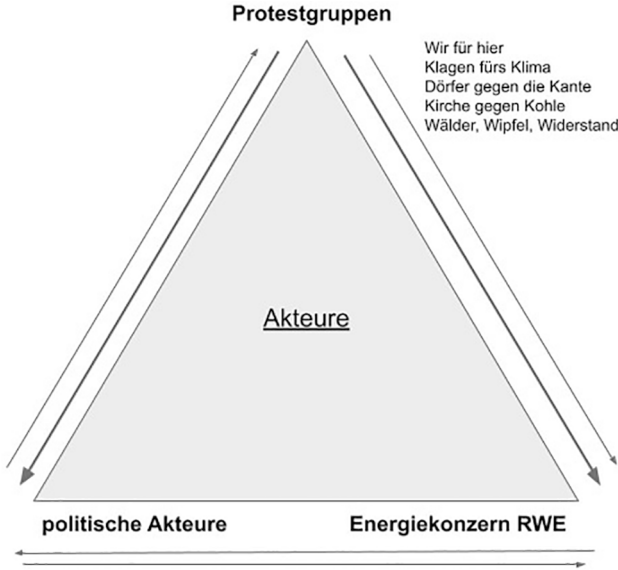 Protestgruppen
Wir für hier
Klagen fürs Klima
Dörfer gegen die Kante
Kirche gegen Kohle
Wälder, Wipfel, Widerstand
Akteure
politische Akteure
Energiekonzern RWE